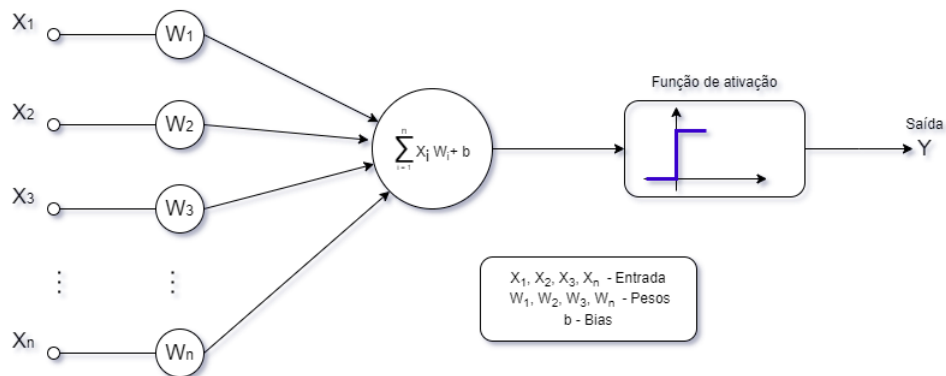 X1
W1
X2
W2
X3
W3
⋮ ⋮
Xn
Wn
n
∑ Xi Wi + b
i = 1
Função de ativação
Saída
Y
X1, X2, X3, Xn - Entrada
W1, W2, W3, Wn - Pesos
b - Bias